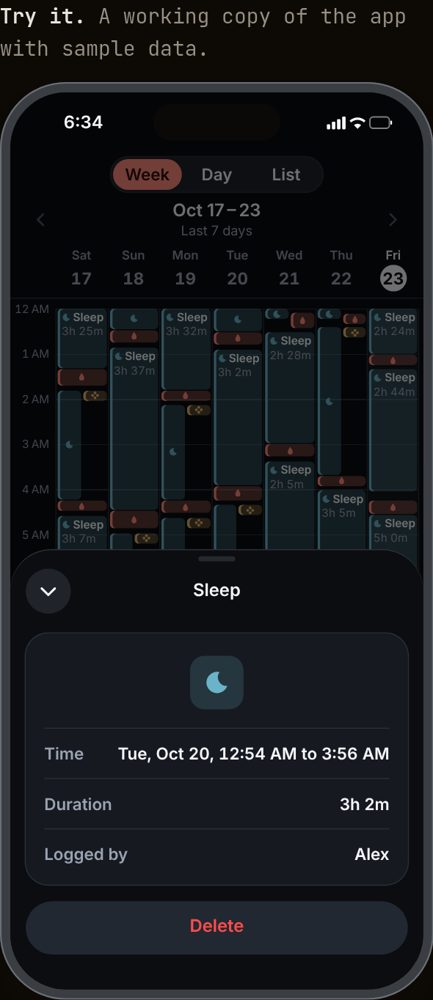 Try it. A working copy of the app
with sample data.
6:34
Week Day List
Oct 17–23
Last 7 days
Sat Sun Mon Tue Wed Thu Fri
17 18 19 20 21 22 23
12 AM
Sleep Sleep Sleep
3h 25m 3h 32m 2h 24m
Sleep
2h 28m
1 AM Sleep Sleep
3h 37m 3h 2m
Sleep
2h 44m
2 AM
3 AM
Sleep
2h 5m
4 AM
Sleep
3h 5m
Sleep Sleep
3h 7m 5h 0m
5 AM
Sleep
Time Tue, Oct 20, 12:54 AM to 3:56 AM
Duration 3h 2m
Logged by Alex
Delete